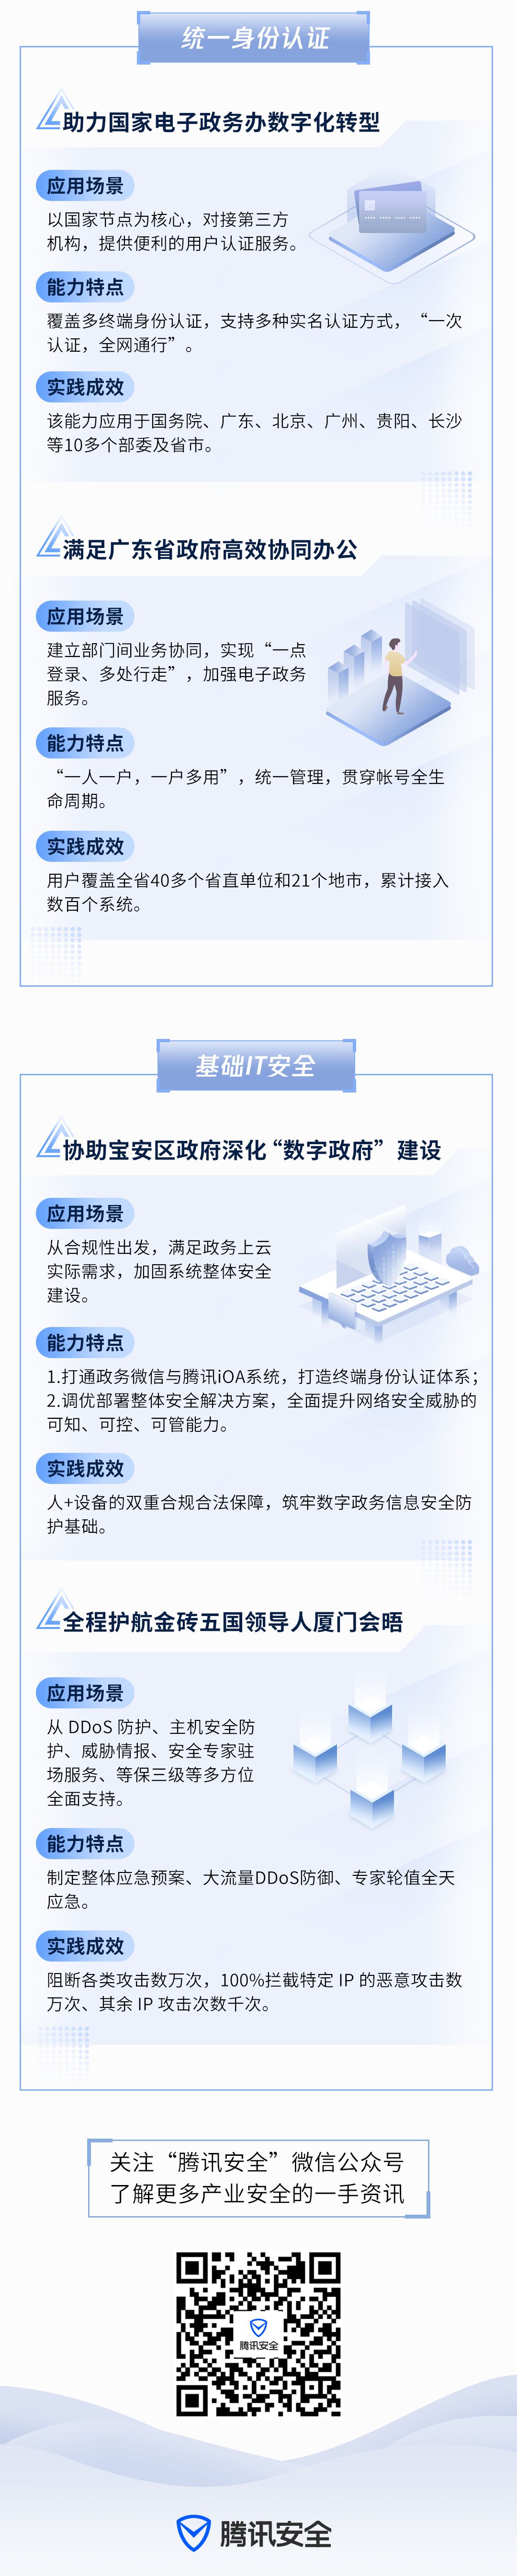 统一身份认证
助力国家电子政务办数字化转型
应用场景
以国家节点为核心，对接第三方
机构，提供便利的用户认证服务。
能力特点
覆盖多终端身份认证，支持多种实名认证方式，“一次
认证，全网通行”。
实践成效
该能力应用于国务院、广东、北京、广州、贵阳、长沙
等10多个部委及省市。
满足广东省政府高效协同办公
应用场景
建立部门间业务协同，实现“一点
登录、多处行走”，加强电子政务
服务。
能力特点
“一人一户，一户多用”，统一管理，贯穿帐号全生
命周期。
实践成效
用户覆盖全省40多个省直单位和21个地市，累计接入
数百个系统。
基础IT安全
协助宝安区政府深化“数字政府”建设
应用场景
从合规性出发，满足政务上云
实际需求，加固系统整体安全
建设。
能力特点
1.打通政务微信与腾讯iOA系统，打造终端身份认证体系；
2.调优部署整体安全解决方案，全面提升网络安全威胁的
可知、可控、可管能力。
实践成效
人+设备的双重合规合法保障，筑牢数字政务信息安全防
护基础。
全程护航金砖五国领导人厦门会晤
应用场景
从 DDoS 防护、主机安全防
护、威胁情报、安全专家驻
场服务、等保三级等多方位
全面支持。
能力特点
制定整体应急预案、大流量DDoS防御、专家轮值全天
应急。
实践成效
阻断各类攻击数万次，100%拦截特定 IP 的恶意攻击数
万次、其余 IP 攻击次数千次。
关注“腾讯安全”微信公众号
了解更多产业安全的一手资讯
腾讯安全
腾讯安全